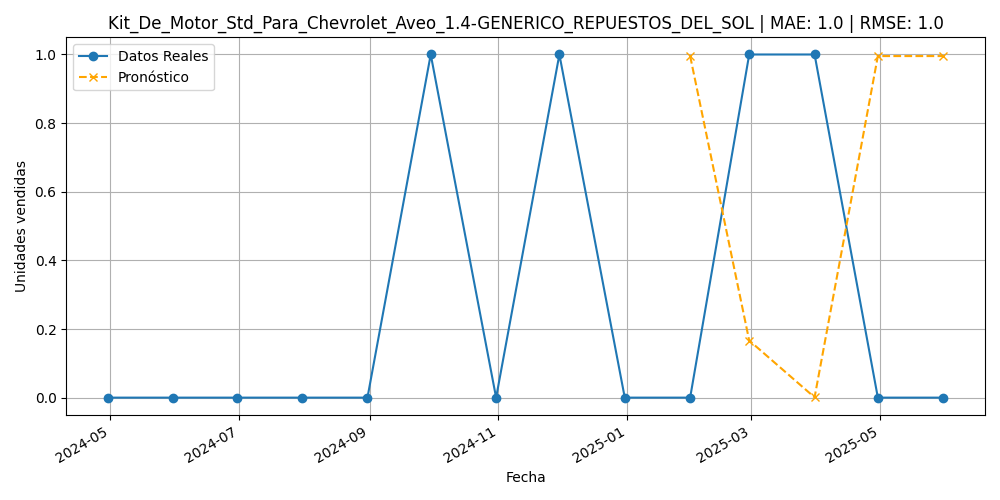 Kit_De_Motor_Std_Para_Chevrolet_Aveo_1.4-GENERICO_REPUESTOS_DEL_SOL | MAE: 1.0 | RMSE: 1.0
Datos Reales
Pronóstico
Unidades vendidas
1.0
0.8
0.6
0.4
0.2
0.0
2024-05
2024-07
2024-09
2024-11
2025-01
2025-03
2025-05
Fecha